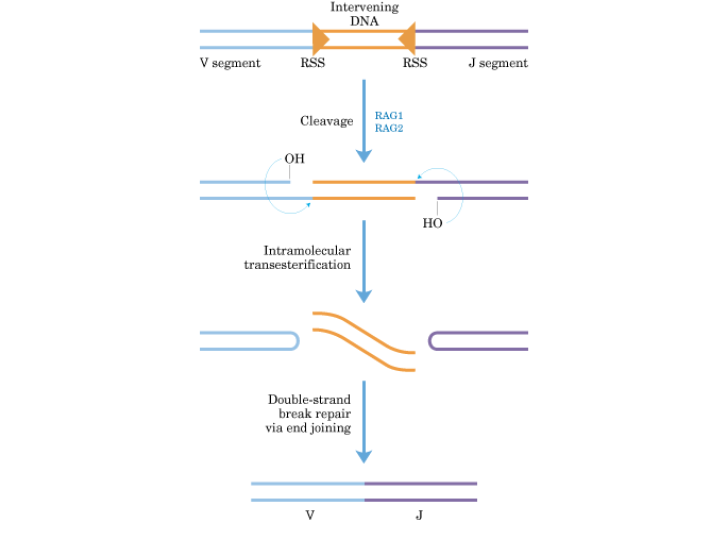 Intervening
DNA
V segment
RSS
RSS
J segment
Cleavage
RAG1
RAG2
OH
HO
Intramolecular
transesterification
Double-strand
break repair
via end joining
V
J